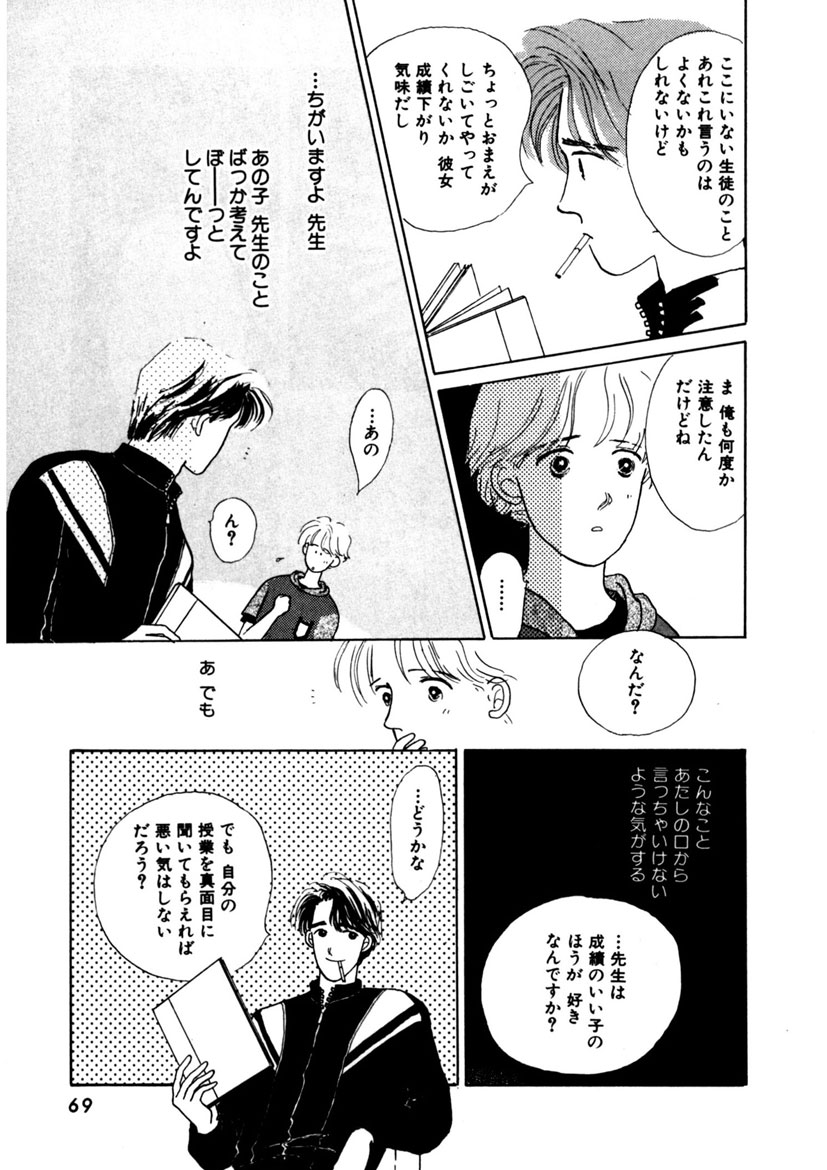 ここにいない生徒のこと
あれこれ言うのは
よくないかも
しれないけど
ちょっとおまえが
しごいてやって
くれないか 彼女
成績下がり
気味だし
ま 俺も何度か
注意したん
だけどね
……
…ちがいますよ 先生
あの子 先生のこと
ばっか考えて
ぼ――っと
してんですよ
…あの
ん?
なんだ?
あ でも
こんなこと
あたしの口から
言っちゃいけない
ような気がする
…先生は
成績のいい子の
ほうが 好き
なんですか?
…どうかな
でも 自分の
授業を真面目に
聞いてもらえれば
悪い気はしない
だろう?
69